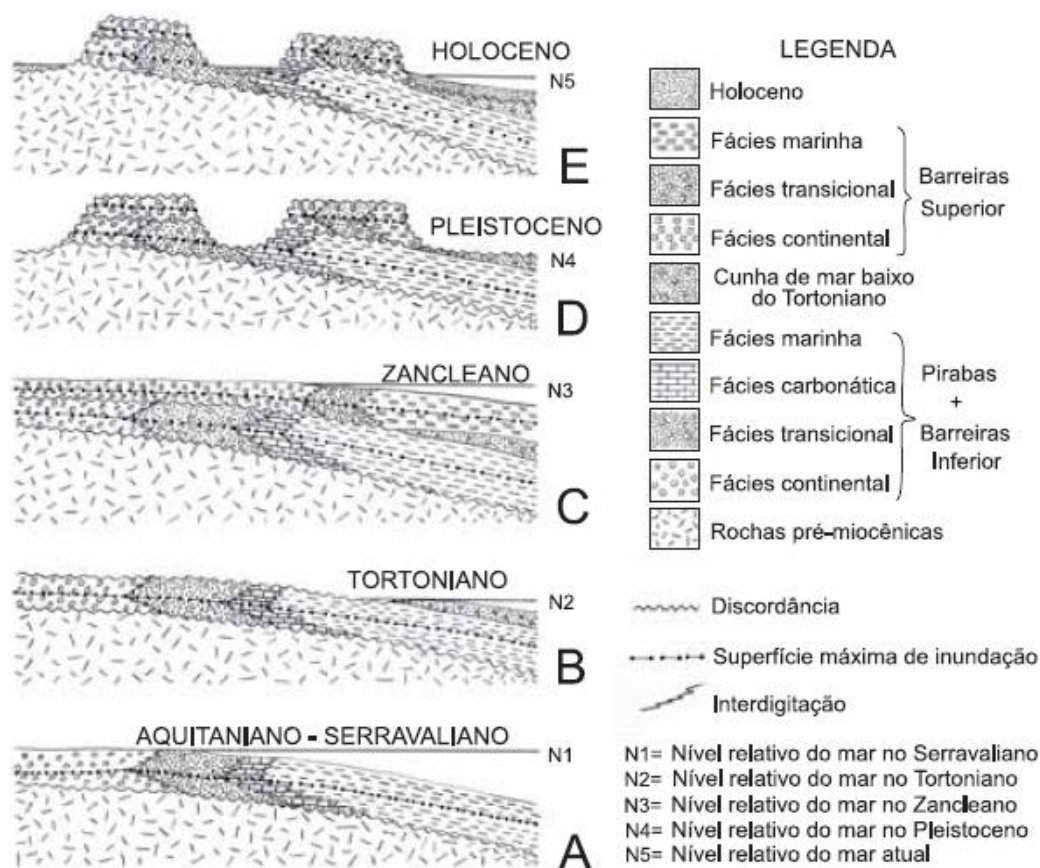 HOLOCENO
N5
E
PLEISTOCENO
N4
D
ZANCLEANO
N3
C
TORTONIANO
N2
B
AQUITANIANO - SERRAVALIANO
N1
A
LEGENDA
Holoceno
Fácies marinha
Fácies transicional
Fácies continental
Barreiras
Superior
Cunha de mar baixo
do Tortoniano
Fácies marinha
Fácies carbonática
Fácies transicional
Fácies continental
Pirabas
+
Barreiras
Inferior
Rochas pré-miocênicas
Discordância
Superfície máxima de inundação
Interdigitação
N1= Nível relativo do mar no Serravaliano
N2= Nível relativo do mar no Tortoniano
N3= Nível relativo do mar no Zancleano
N4= Nível relativo do mar no Pleistoceno
N5= Nível relativo do mar atual